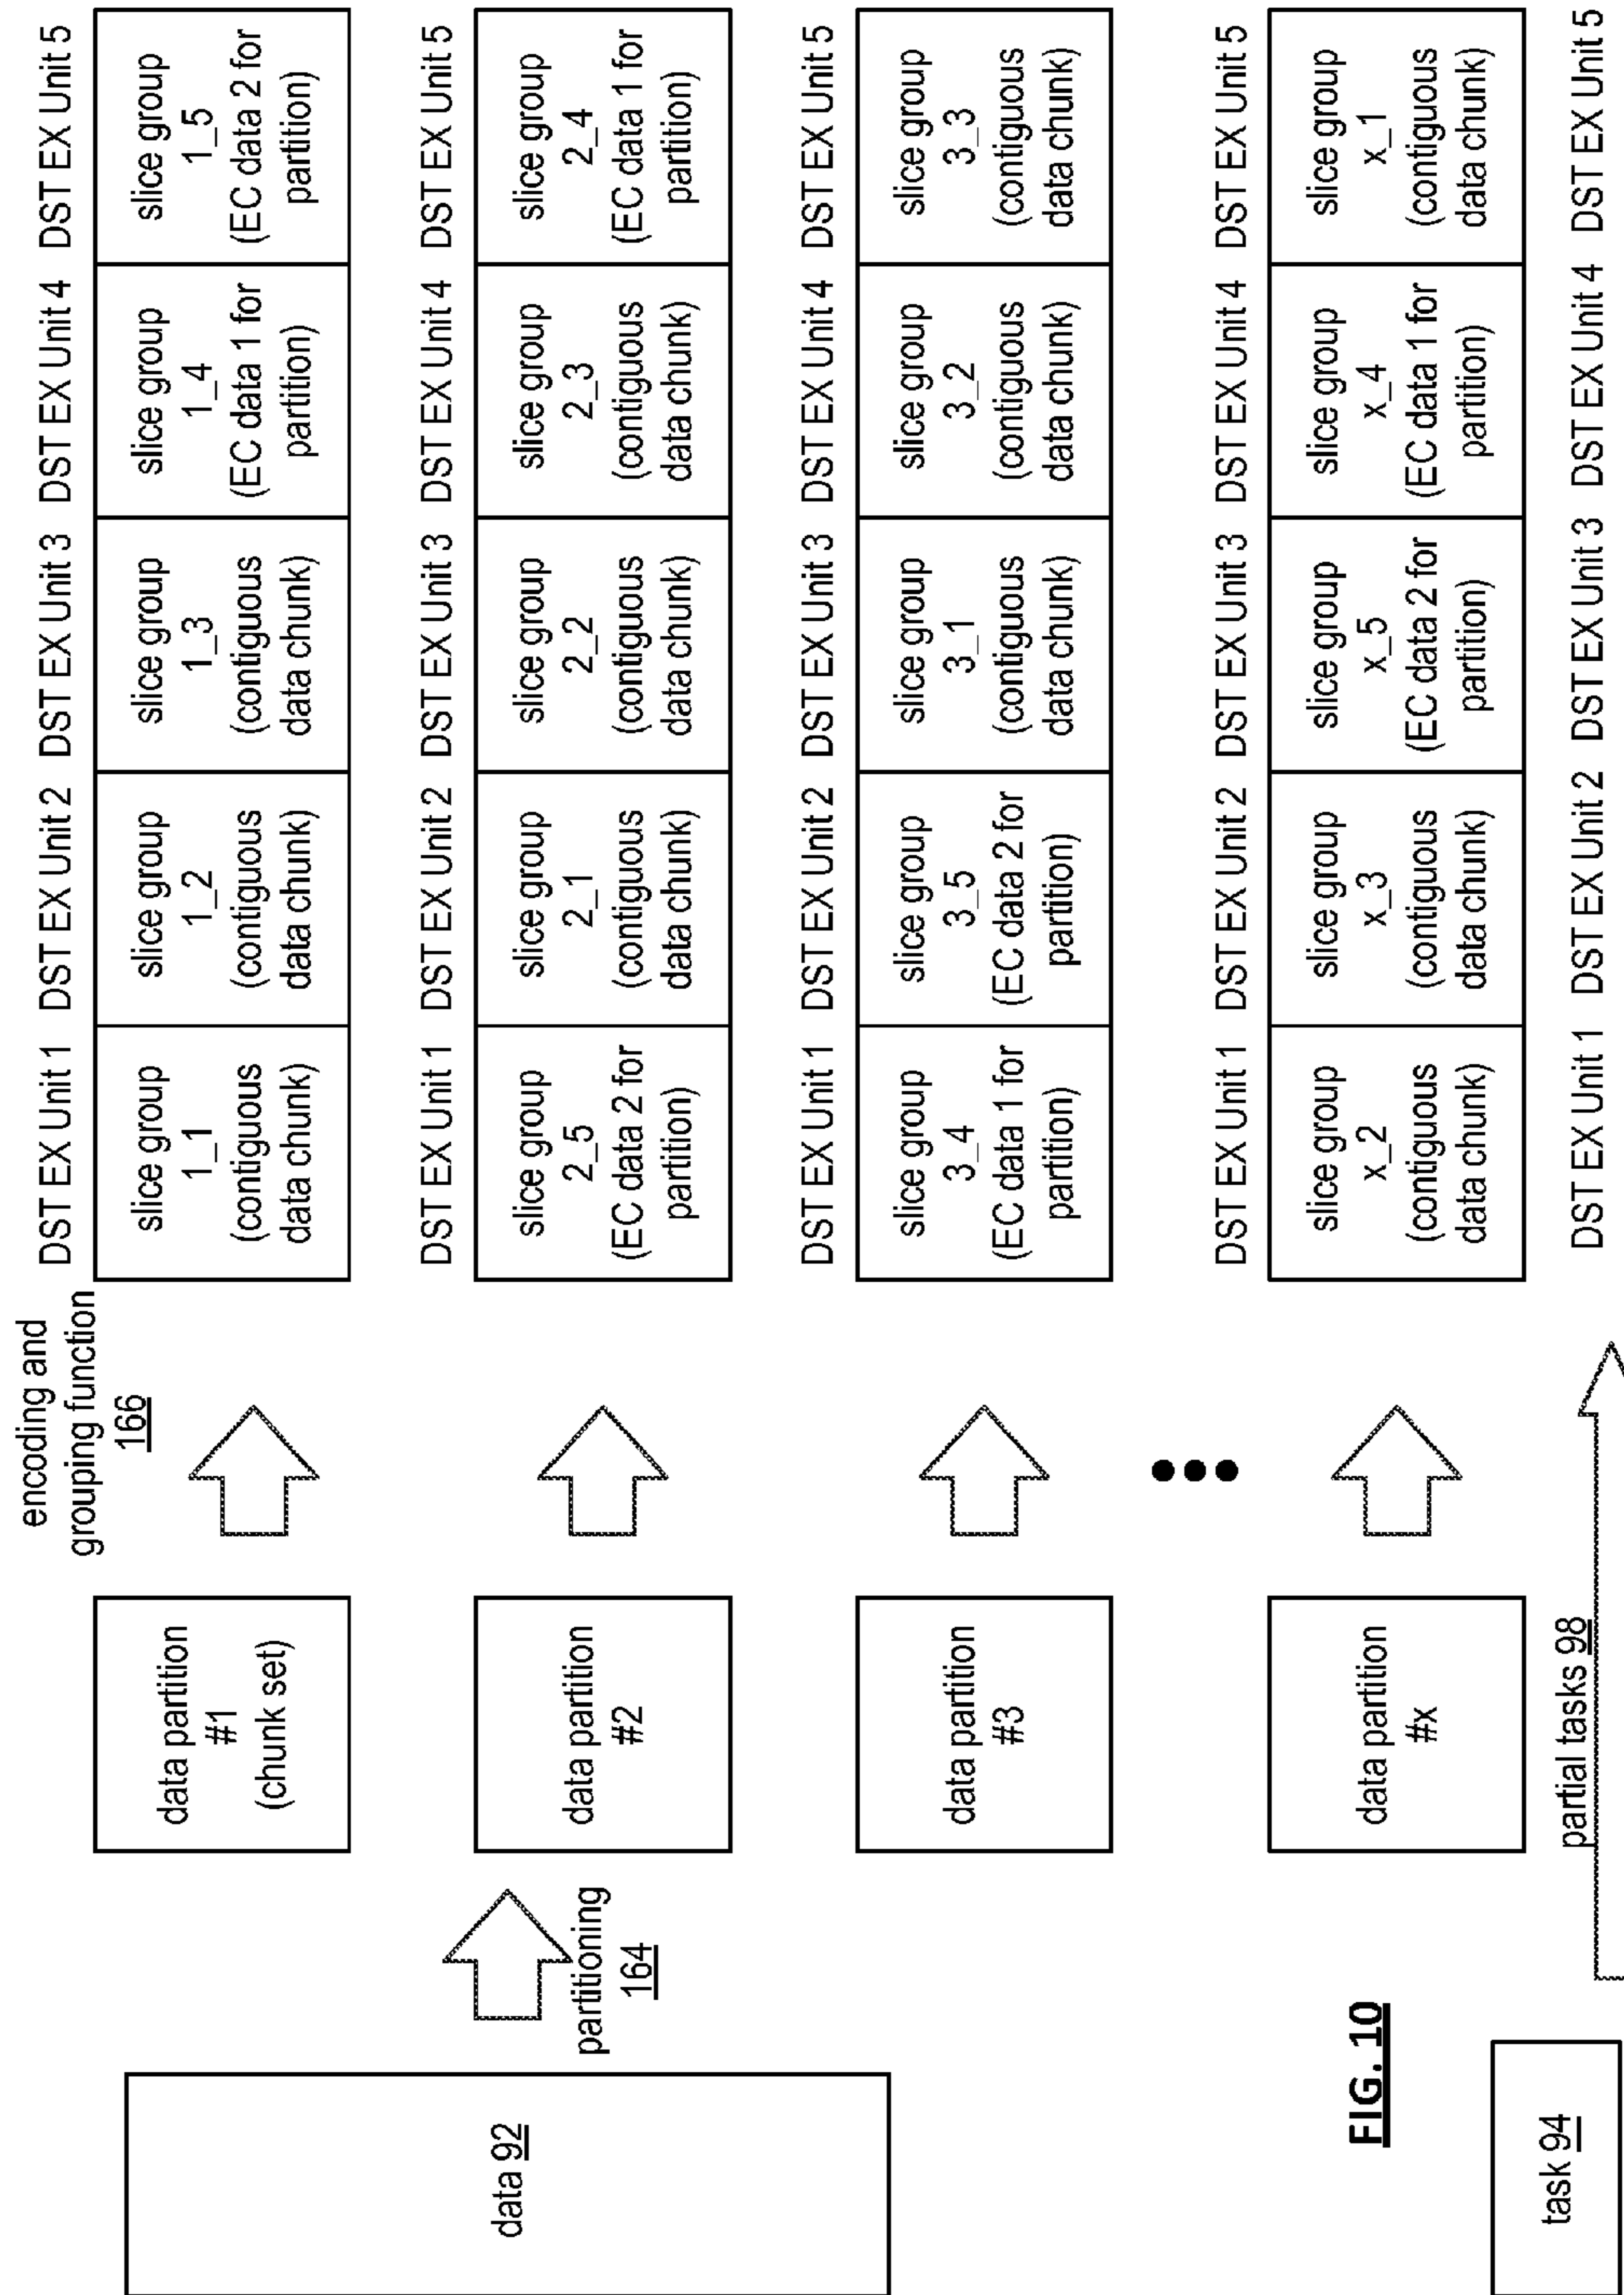 encoding and
grouping function
166
data 92
partitioning
164
data partition
#1
(chunk set)
DST EX Unit 1 DST EX Unit 2 DST EX Unit 3 DST EX Unit 4 DST EX Unit 5
slice group
1_1
(contiguous
data chunk)
slice group
1_2
(contiguous
data chunk)
slice group
1_3
(contiguous
data chunk)
slice group
1_4
(EC data 1 for
partition)
slice group
1_5
(EC data 2 for
partition)
data partition
#2
DST EX Unit 1 DST EX Unit 2 DST EX Unit 3 DST EX Unit 4 DST EX Unit 5
slice group
2_5
(EC data 2 for
partition)
slice group
2_1
(contiguous
data chunk)
slice group
2_2
(contiguous
data chunk)
slice group
2_3
(contiguous
data chunk)
slice group
2_4
(EC data 1 for
partition)
data partition
#3
DST EX Unit 1 DST EX Unit 2 DST EX Unit 3 DST EX Unit 4 DST EX Unit 5
slice group
3_4
(EC data 1 for
partition)
slice group
3_5
(EC data 2 for
partition)
slice group
3_1
(contiguous
data chunk)
slice group
3_2
(contiguous
data chunk)
slice group
3_3
(contiguous
data chunk)
data partition
#x
DST EX Unit 1 DST EX Unit 2 DST EX Unit 3 DST EX Unit 4 DST EX Unit 5
slice group
x_2
(contiguous
data chunk)
slice group
x_3
(contiguous
data chunk)
slice group
x_5
(EC data 2 for
partition)
slice group
x_4
(EC data 1 for
partition)
slice group
x_1
(contiguous
data chunk)
FIG. 10
task 94
partial tasks 98
DST EX Unit 1 DST EX Unit 2 DST EX Unit 3 DST EX Unit 4 DST EX Unit 5